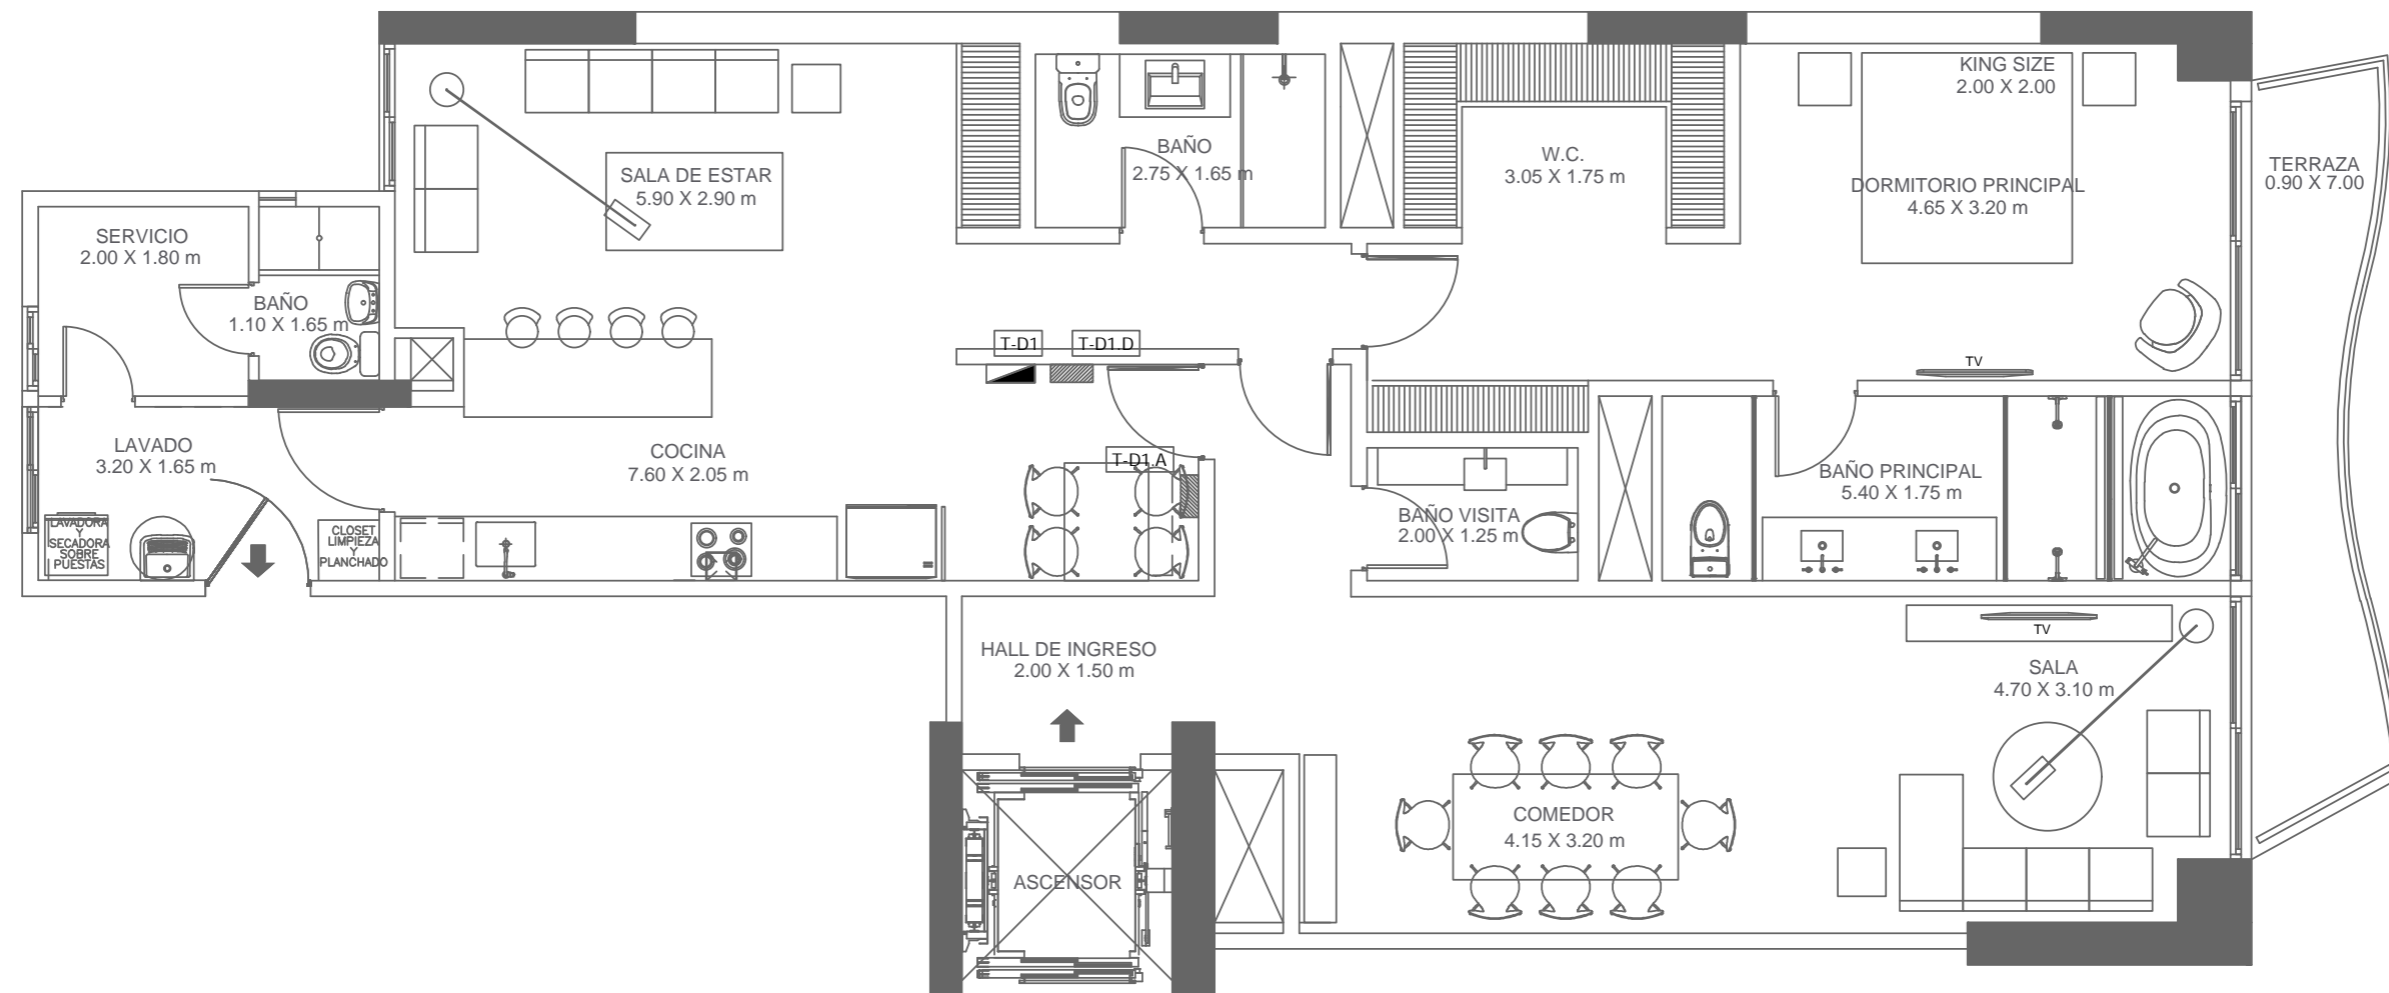 KING SIZE
2.00 X 2.00
BAÑO
2.75 X 1.65 m
W.C.
3.05 X 1.75 m
TERRAZA
0.90 X 7.00
SALA DE ESTAR
5.90 X 2.90 m
DORMITORIO PRINCIPAL
4.65 X 3.20 m
SERVICIO
2.00 X 1.80 m
BAÑO
1.10 X 1.65 m
T-D1
T-D1.D
TV
LAVADO
3.20 X 1.65 m
COCINA
7.60 X 2.05 m
T-D1.A
BAÑO PRINCIPAL
5.40 X 1.75 m
BAÑO VISITA
2.00 X 1.25 m
LAVADORA
Y
SECADORA
SOBRE
PUESTAS
CLOSET
LIMPIEZA
Y
PLANCHADO
TV
HALL DE INGRESO
2.00 X 1.50 m
SALA
4.70 X 3.10 m
COMEDOR
4.15 X 3.20 m
ASCENSOR